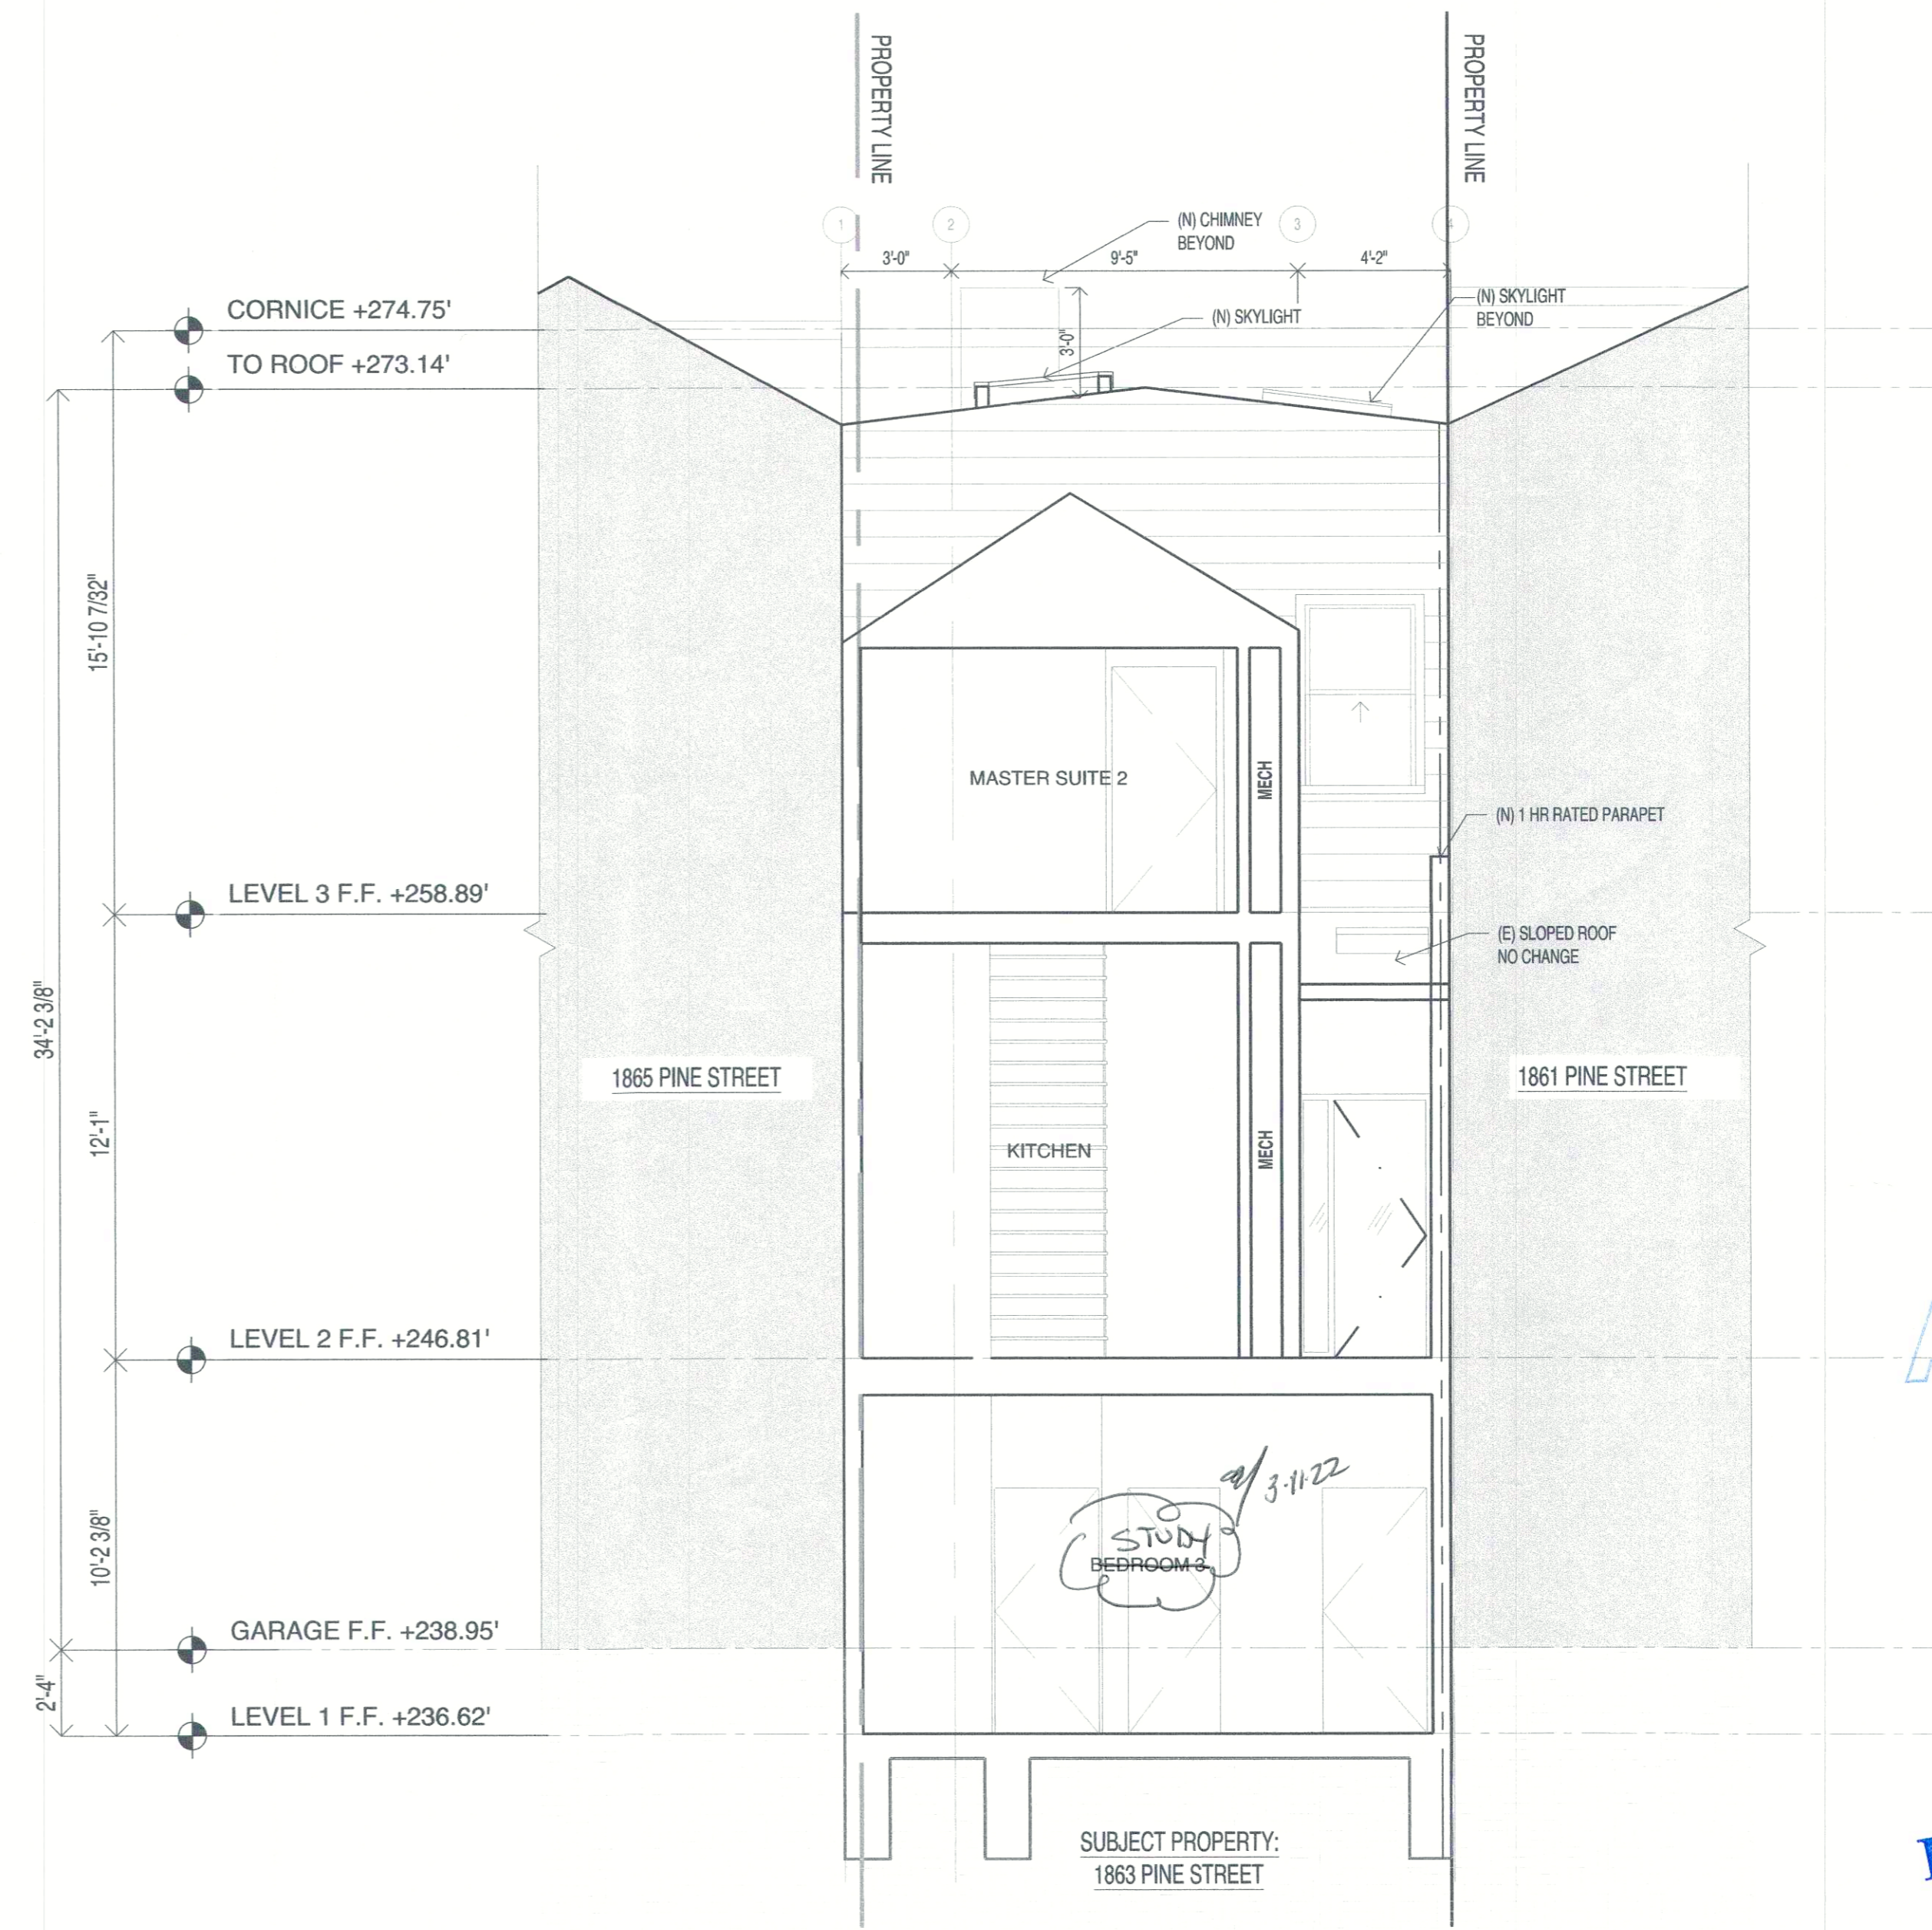 PROPERTY LINE
PROPERTY LINE
1
2
3
4
(N) CHIMNEY
BEYOND
3'-0"
9'-5"
4'-2"
CORNICE +274.75'
(N) SKYLIGHT
BEYOND
(N) SKYLIGHT
3'-0"
TO ROOF +273.14'
15'-10 7/32"
MASTER SUITE 2
MECH
(N) 1 HR RATED PARAPET
LEVEL 3 F.F. +258.89'
(E) SLOPED ROOF
NO CHANGE
34'-2 3/8"
1865 PINE STREET
1861 PINE STREET
12'-1"
KITCHEN
MECH
LEVEL 2 F.F. +246.81'
3-11-22
STUDY
BEDROOM 3
10'-2 3/8"
GARAGE F.F. +238.95'
2'-4"
LEVEL 1 F.F. +236.62'
SUBJECT PROPERTY:
1863 PINE STREET